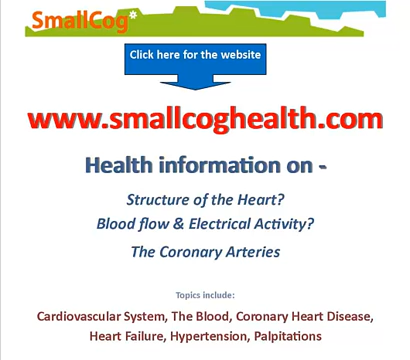 SmallCog
Click here for the website
www.smallcoghealth.com
Health information on -
Structure of the Heart?
Blood flow & Electrical Activity?
The Coronary Arteries
Topics include:
Cardiovascular System, The Blood, Coronary Heart Disease,
Heart Failure, Hypertension, Palpitations